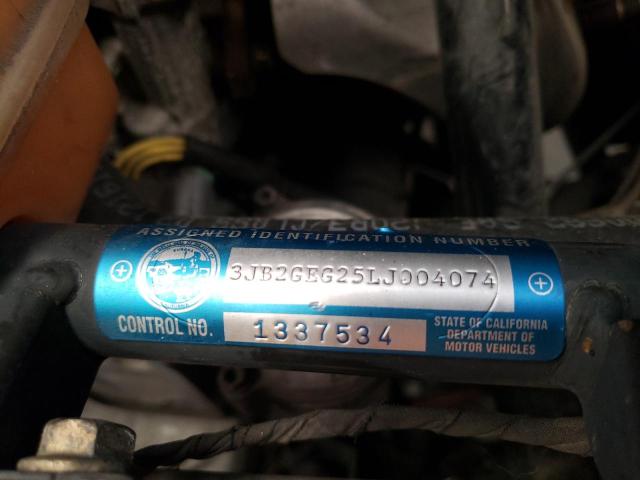 ASSIGNED IDENTIFICATION NUMBER
3JB2GEG25LJ004074
CONTROL NO.
1337534
STATE OF CALIFORNIA
DEPARTMENT OF
MOTOR VEHICLES